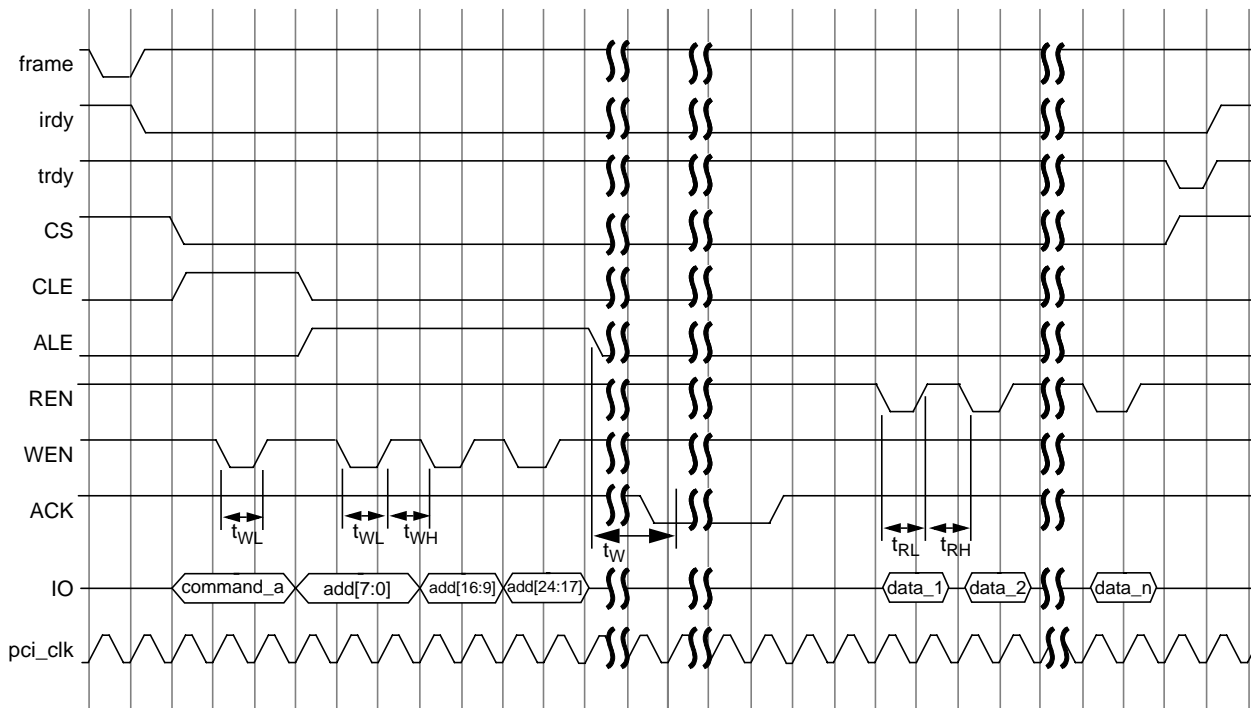 frame
irdy
trdy
CS
CLE
ALE
REN
WEN
ACK
tWL
tWL
tWH
tW
tRL
tRH
IO
command_a
add[7:0]
add[16:9]
add[24:17]
data_1
data_2
data_n
pci_clk